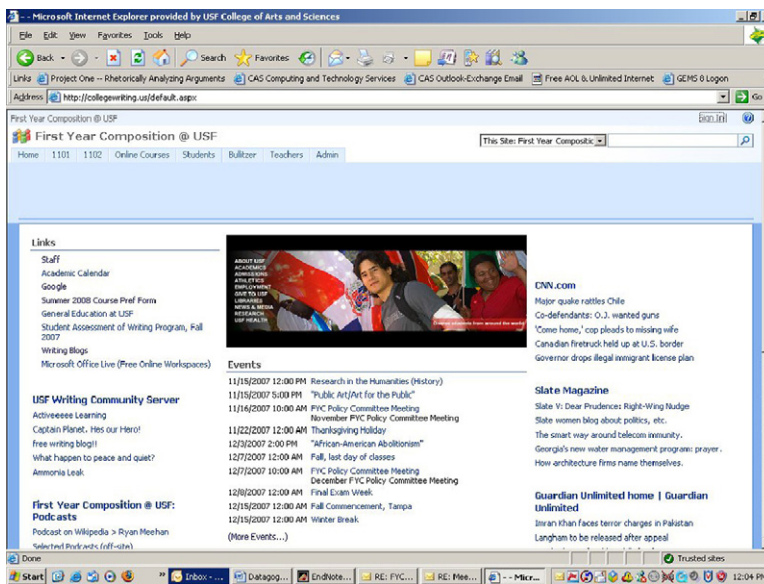 - - Microsoft Internet Explorer provided by USF College of Arts and Sciences
File Edit View Favorites Tools Help
Back Search Favorites
Links Project One -- Rhetorically Analyzing Arguments CAS Computing and Technology Services CAS Outlook-Exchange Email Free AOL & Unlimited Internet GEMS 8 Logon
Address http://collegewriting.us/default.aspx Go
First Year Composition @ USF Sign In
First Year Composition @ USF This Site: First Year Compositic
Home 1101 1102 Online Courses Students Bullitzer Teachers Admin
Links
Staff
Academic Calendar
Google
Summer 2008 Course Pref Form
General Education at USF
Student Assessment of Writing Program, Fall
2007
Writing Blogs
Microsoft Office Live (Free Online Workspaces)
USF Writing Community Server
Activeeeee Learning
Captain Planet. Hes our Hero!
free writing blog!!
What happen to peace and quiet?
Ammonia Leak
First Year Composition @ USF:
Podcasts
Podcast on Wikipedia > Ryan Meehan
Selected Podcasts (off-site)
ABOUT USF
ACADEMICS
ADMISSIONS
ATHLETICS
EMPLOYMENT
GIVE TO USF
LIBRARIES
NEWS & MEDIA
RESEARCH
USF HEALTH
from around the world
Events
11/15/2007 12:00 PM Research in the Humanities (History)
11/15/2007 5:00 PM "Public Art/Art for the Public"
11/16/2007 10:00 AM FYC Policy Committee Meeting
November FYC Policy Committee Meeting
11/22/2007 12:00 AM Thanksgiving Holiday
12/3/2007 2:00 PM "African-American Abolitionism"
12/7/2007 12:00 AM Fall, last day of classes
12/7/2007 10:00 AM FYC Policy Committee Meeting
December FYC Policy Committee Meeting
12/8/2007 12:00 AM Final Exam Week
12/15/2007 12:00 AM Fall Commencement, Tampa
12/15/2007 12:00 AM Winter Break
(More Events...)
CNN.com
Major quake rattles Chile
Co-defendants: O.J. wanted guns
'Come home,' cop pleads to missing wife
Canadian firetruck held up at U.S. border
Governor drops illegal immigrant license plan
Slate Magazine
Slate V: Dear Prudence: Right-Wing Nudge
Slate women blog about politics, etc.
The smart way around telecom immunity.
Georgia's new water management program: prayer.
How architecture firms name themselves.
Guardian Unlimited home | Guardian
Unlimited
Imran Khan faces terror charges in Pakistan
Langham to be released after appeal
Done Trusted sites
Start Inbox - ... Datagog... EndNote... RE: FYC... RE: Mee... - - Micr... 12:04 PM